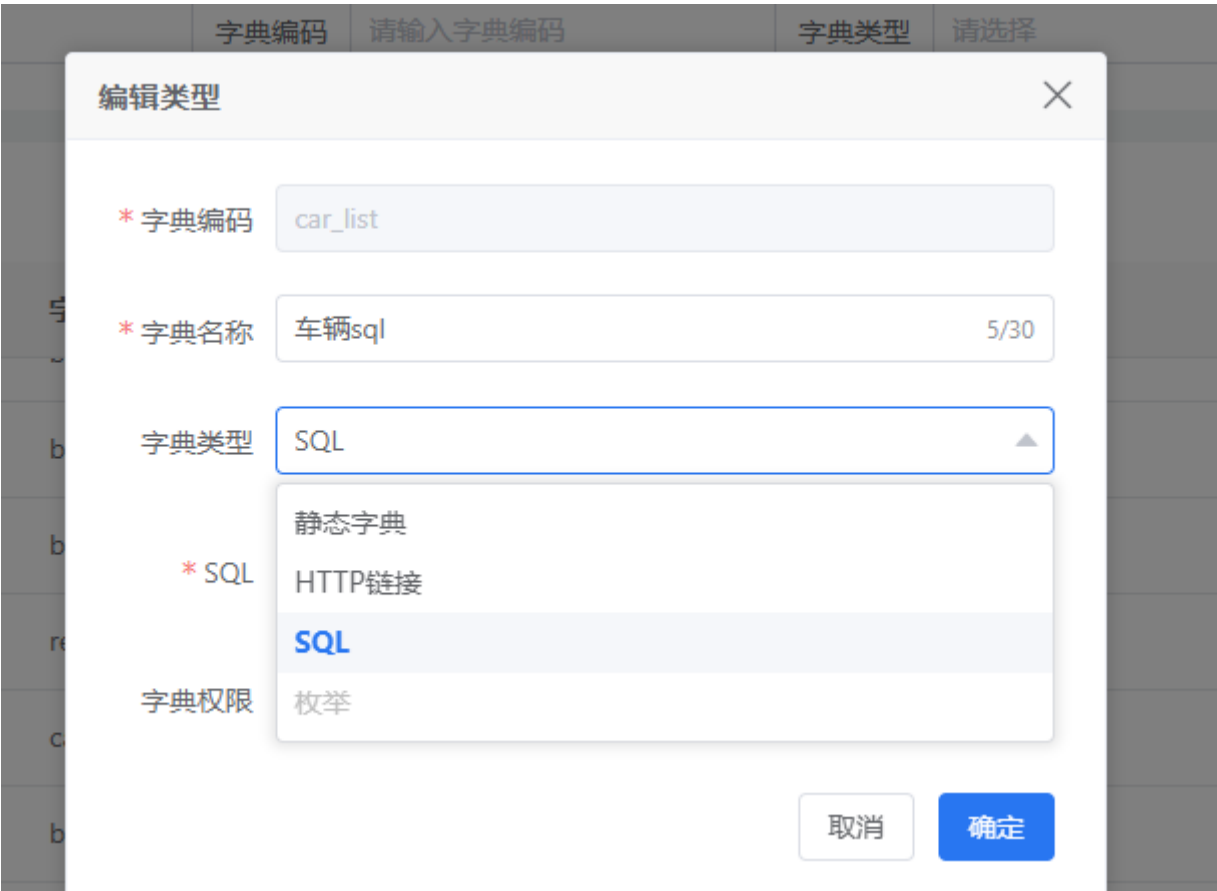 字典编码 请输入字典编码 字典类型 请选择
编辑类型
* 字典编码 car_list
* 字典名称 车辆sql 5/30
字典类型 SQL
静态字典
* SQL
HTTP链接
SQL
字典权限
枚举
取消 确定